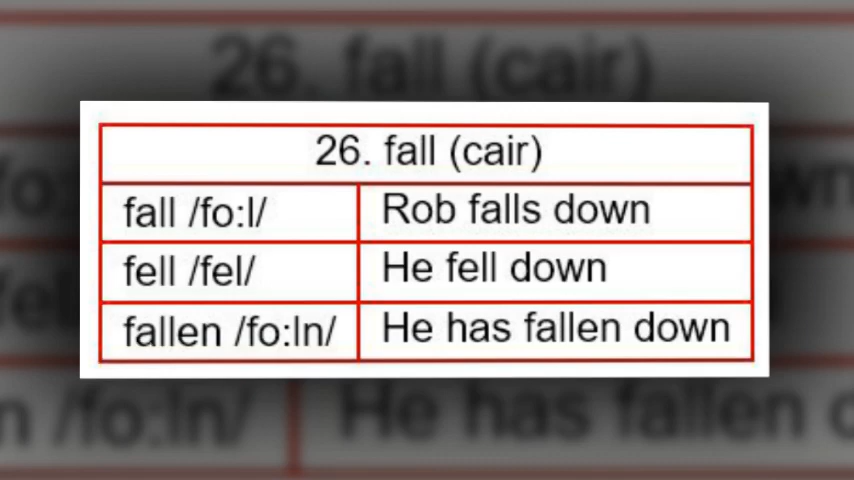 26. fall (cair)
fall /fo:l/ Rob falls down
fell /fel/ He fell down
fallen /fo:ln/ He has fallen down